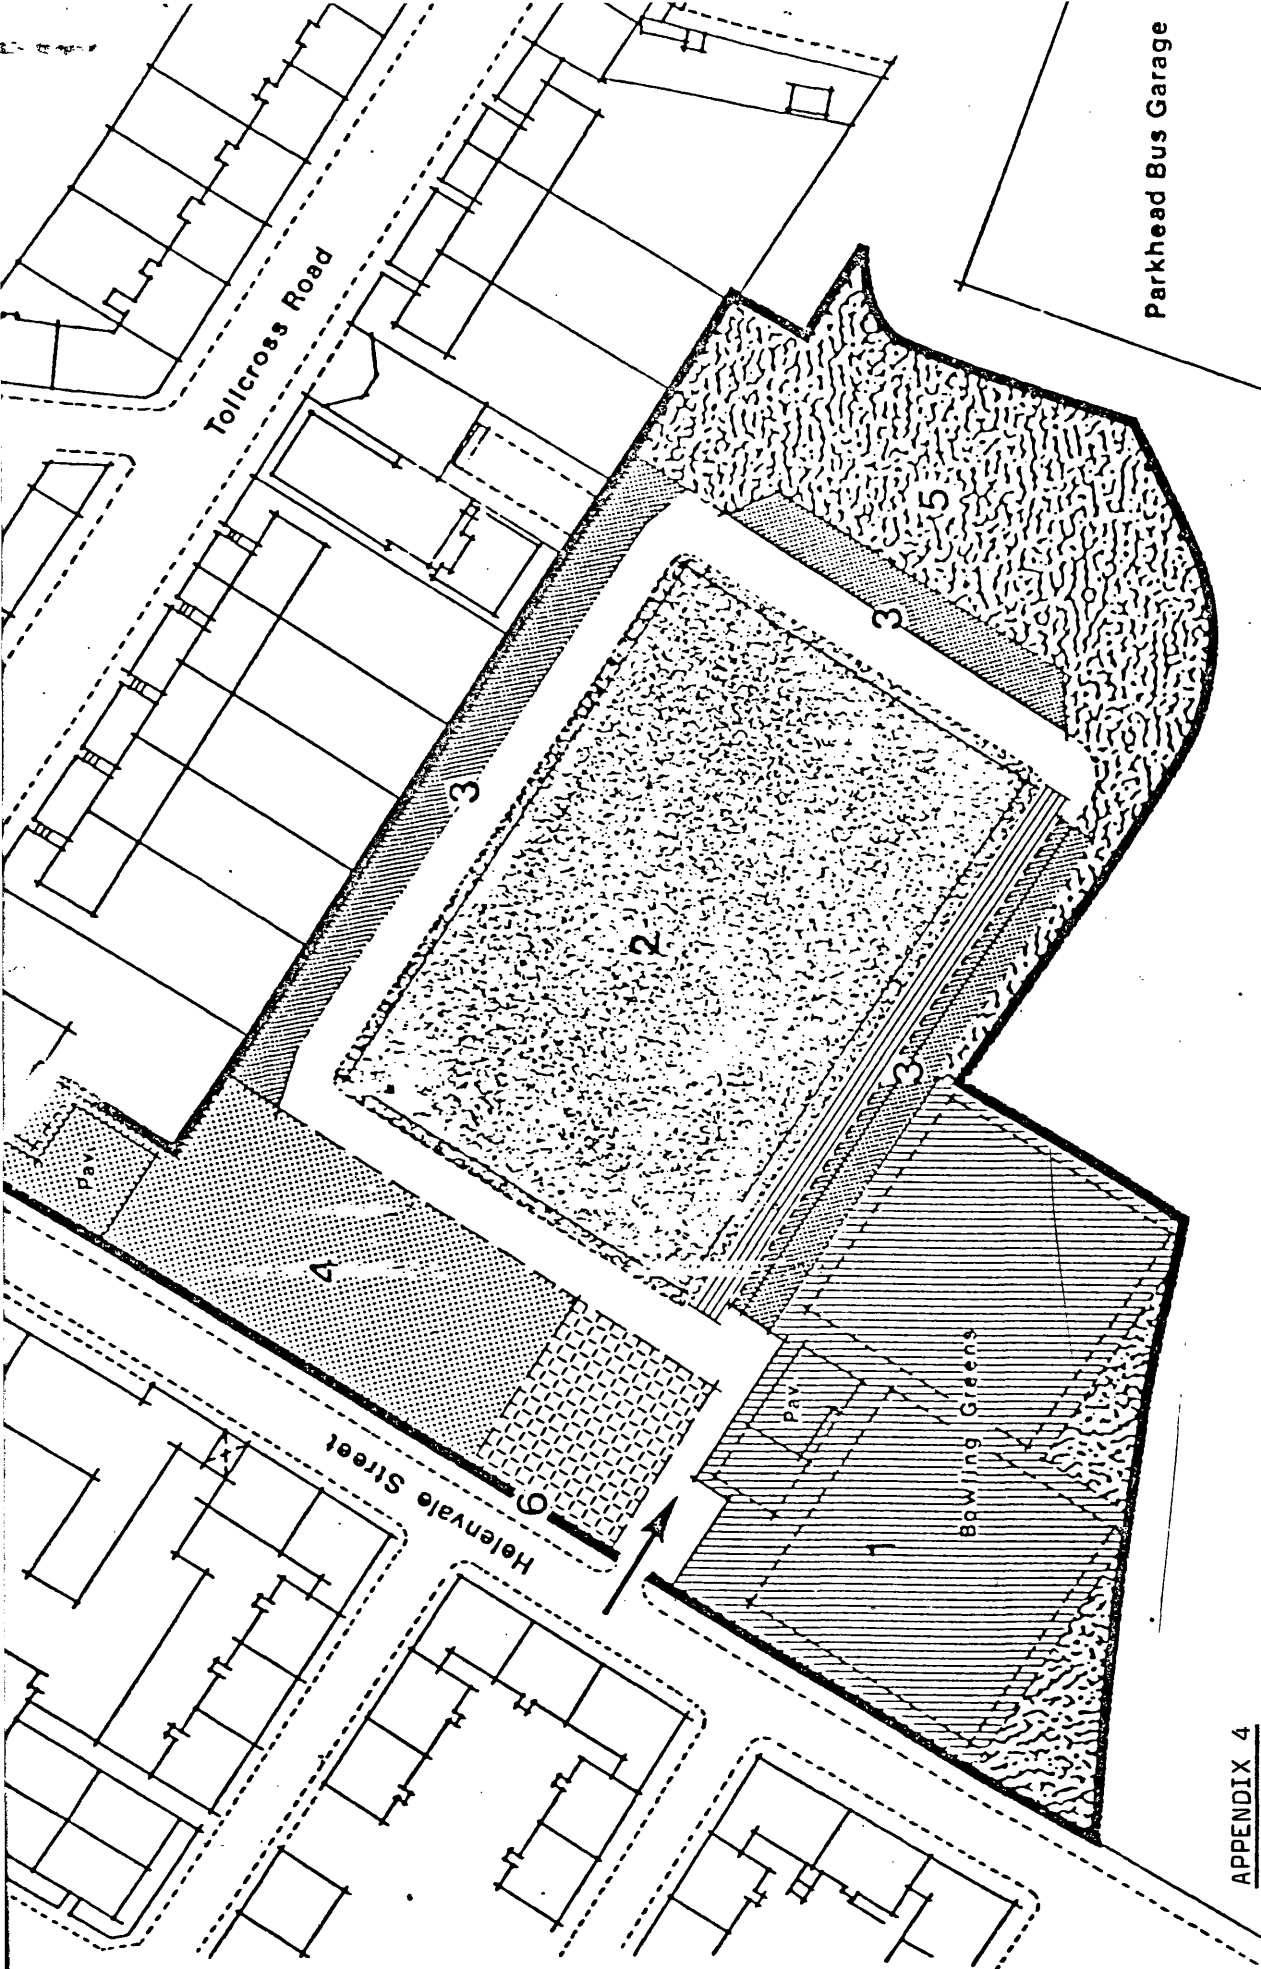 Parkhead Bus Garage
Tollcross Road
5
3
3
2
3
Pav.
4
Helenvale Street
6
Pav.
Bowling Greens
1
APPENDIX 4